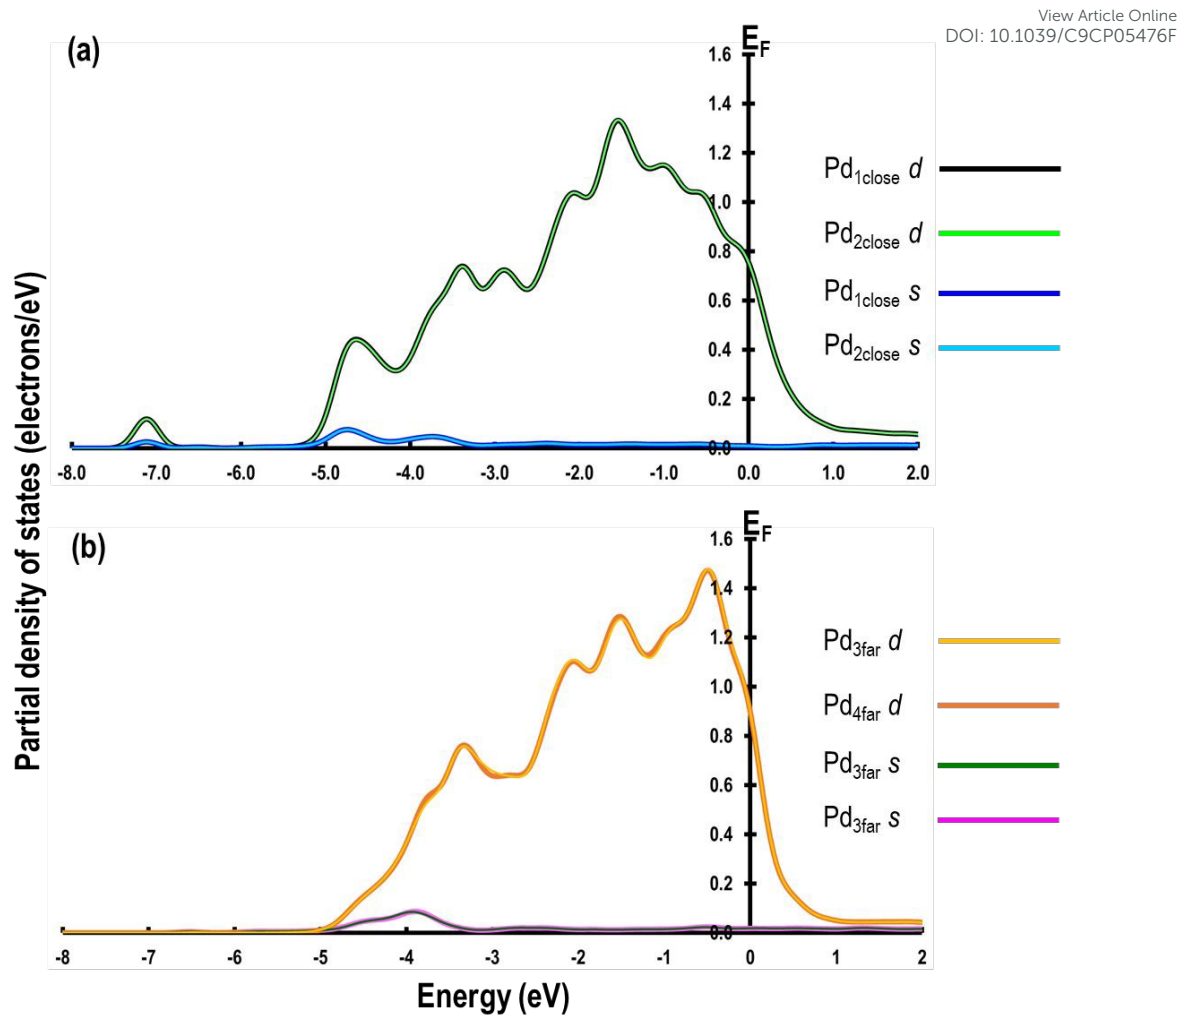 View Article Online
DOI: 10.1039/C9CP05476F
(a)
EF
1.6
1.4
1.2
1.0
0.8
0.6
0.4
0.2
0.0
-8.0 -7.0 -6.0 -5.0 -4.0 -3.0 -2.0 -1.0 0.0 1.0 2.0
Pd1close d
Pd2close d
Pd1close s
Pd2close s
Partial density of states (electrons/eV)
(b)
EF
1.6
1.4
1.2
1.0
0.8
0.6
0.4
0.2
0.0
-8 -7 -6 -5 -4 -3 -2 -1 0 1 2
Pd3far d
Pd4far d
Pd3far s
Pd3far s
Energy (eV)